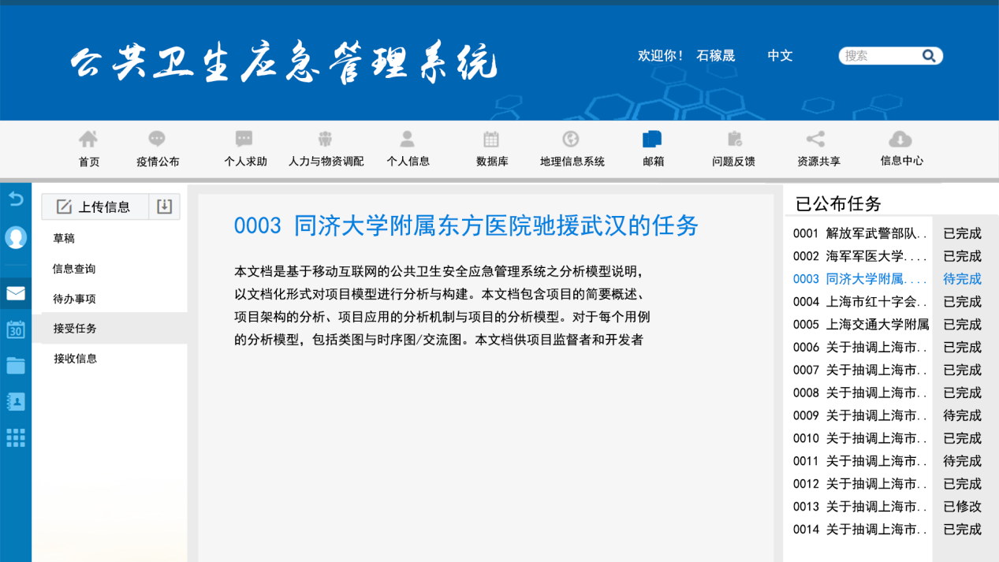 公共卫生应急管理系统
欢迎你! 石稼晟 中文 搜索
首页 疫情公布 个人求助 人力与物资调配 个人信息 数据库 地理信息系统 邮箱 问题反馈 资源共享 信息中心
上传信息
草稿
信息查询
待办事项
接受任务
接收信息
30
0003 同济大学附属东方医院驰援武汉的任务
本文档是基于移动互联网的公共卫生安全应急管理系统之分析模型说明,
以文档化形式对项目模型进行分析与构建。本文档包含项目的简要概述、
项目架构的分析、项目应用的分析机制与项目的分析模型。对于每个用例
的分析模型,包括类图与时序图/交流图。本文档供项目监督者和开发者
已公布任务
0001 解放军武警部队.. 已完成
0002 海军军医大学.... 已完成
0003 同济大学附属.... 待完成
0004 上海市红十字会.. 已完成
0005 上海交通大学附属 已完成
0006 关于抽调上海市.. 已完成
0007 关于抽调上海市.. 已完成
0008 关于抽调上海市.. 已完成
0009 关于抽调上海市.. 待完成
0010 关于抽调上海市.. 已完成
0011 关于抽调上海市.. 待完成
0012 关于抽调上海市.. 已完成
0013 关于抽调上海市.. 已修改
0014 关于抽调上海市.. 已完成